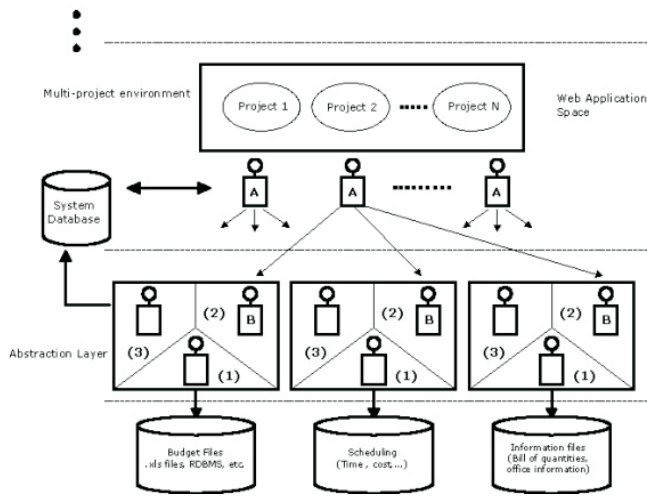 Multi-project environment
Project 1
Project 2
Project N
Web Application
Space
A
A
A
System
Database
(2)
B
(3)
(1)
(2)
B
(3)
(1)
(2)
B
(3)
(1)
Abstraction Layer
Budget Files
.xls files, RDBMS, etc.
Scheduling
(Time , cost,...)
Information files
(Bill of quantities,
office information)